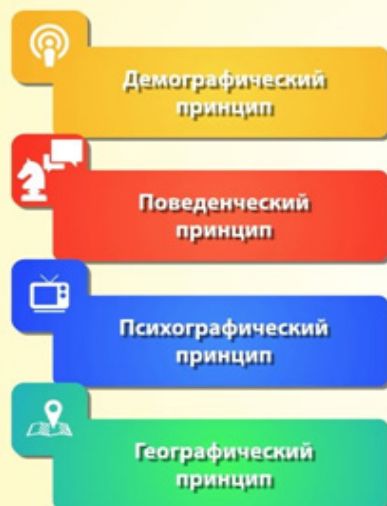 Демографический
принцип
Поведенческий
принцип
Психографический
принцип
Географический
принцип